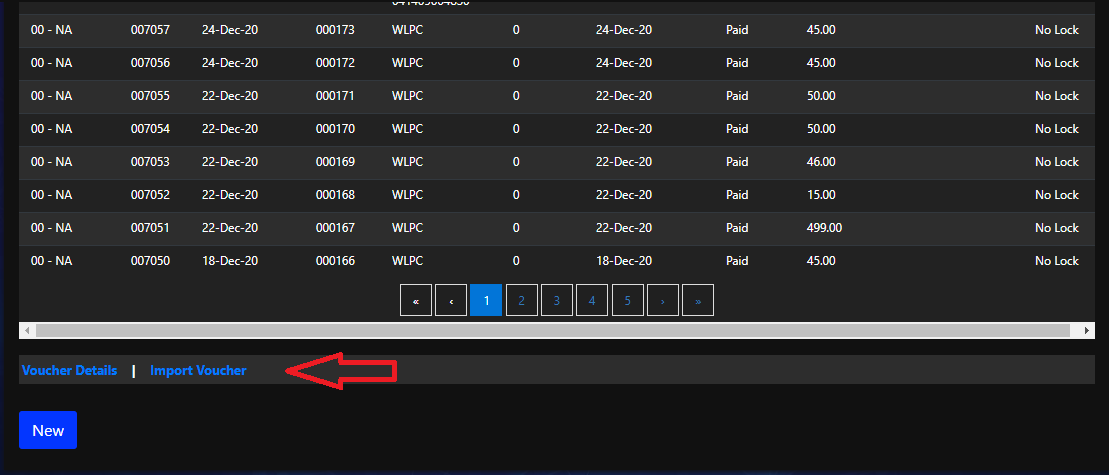 00 - NA 007057 24-Dec-20 000173 WLPC 0 24-Dec-20 Paid 45.00 No Lock
00 - NA 007056 24-Dec-20 000172 WLPC 0 24-Dec-20 Paid 45.00 No Lock
00 - NA 007055 22-Dec-20 000171 WLPC 0 22-Dec-20 Paid 50.00 No Lock
00 - NA 007054 22-Dec-20 000170 WLPC 0 22-Dec-20 Paid 50.00 No Lock
00 - NA 007053 22-Dec-20 000169 WLPC 0 22-Dec-20 Paid 46.00 No Lock
00 - NA 007052 22-Dec-20 000168 WLPC 0 22-Dec-20 Paid 15.00 No Lock
00 - NA 007051 22-Dec-20 000167 WLPC 0 22-Dec-20 Paid 499.00 No Lock
00 - NA 007050 18-Dec-20 000166 WLPC 0 18-Dec-20 Paid 45.00 No Lock
« ‹ 1 2 3 4 5 › »
Voucher Details | Import Voucher
New